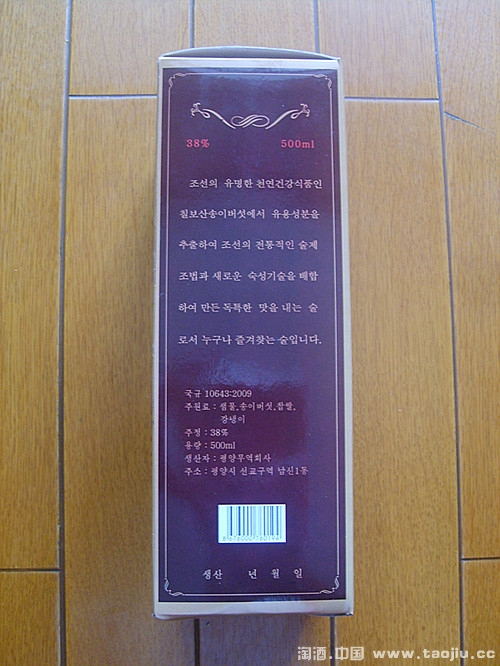 38% 500ml
조선의 유명한 천연건강식품인
칠보산송이버섯에서 유용성분을
추출하여 조선의 전통적인 술제
조법과 새로운 숙성기술을 배합
하여 만든 독특한 맛을 내는 술
로서 누구나 즐겨찾는 술입니다.
국규 10643:2009
주원료 : 샘물,송이버섯,찹쌀,
강냉이
주정 : 38%
용량 : 500ml
생산자 : 평양무역회사
주소 : 평양시 선교구역 남신1동
생산 년 월 일
淘酒.中国 www.taojiu.cc